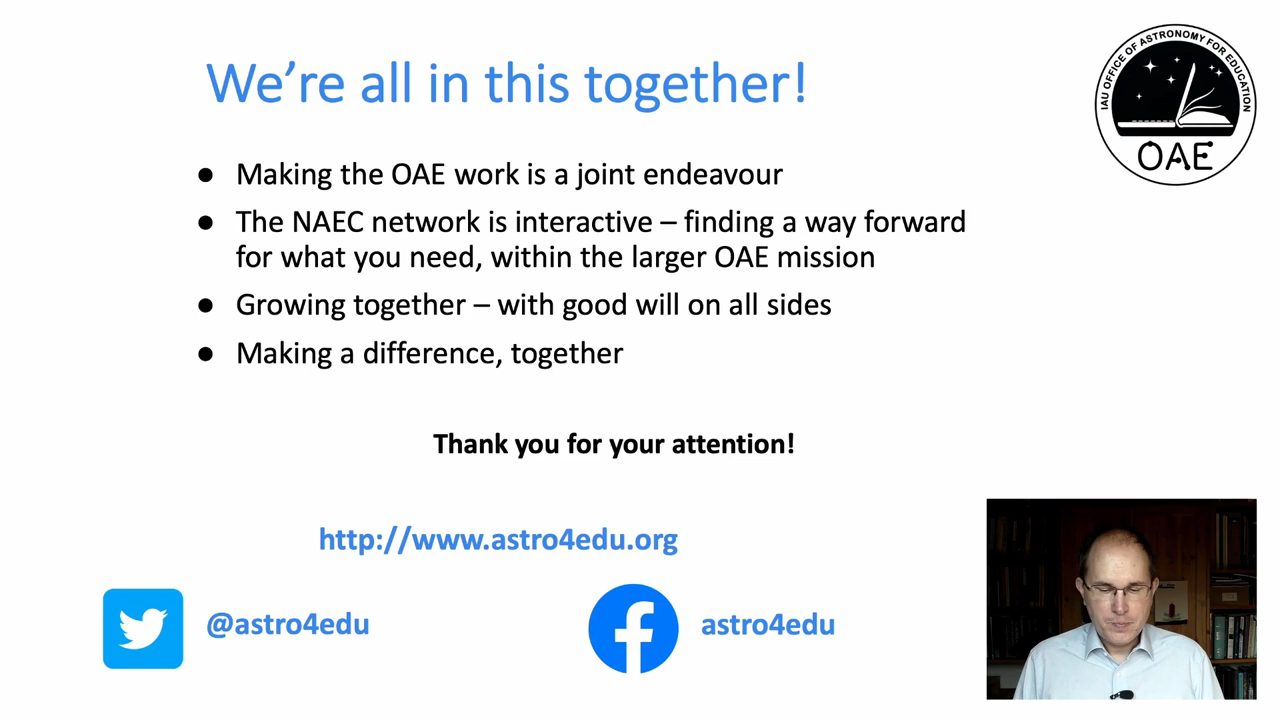 We’re all in this together!
IAU OFFICE OF ASTRONOMY FOR EDUCATION
OAE
● Making the OAE work is a joint endeavour
● The NAEC network is interactive – finding a way forward
for what you need, within the larger OAE mission
● Growing together – with good will on all sides
● Making a difference, together
Thank you for your attention!
http://www.astro4edu.org
@astro4edu
astro4edu